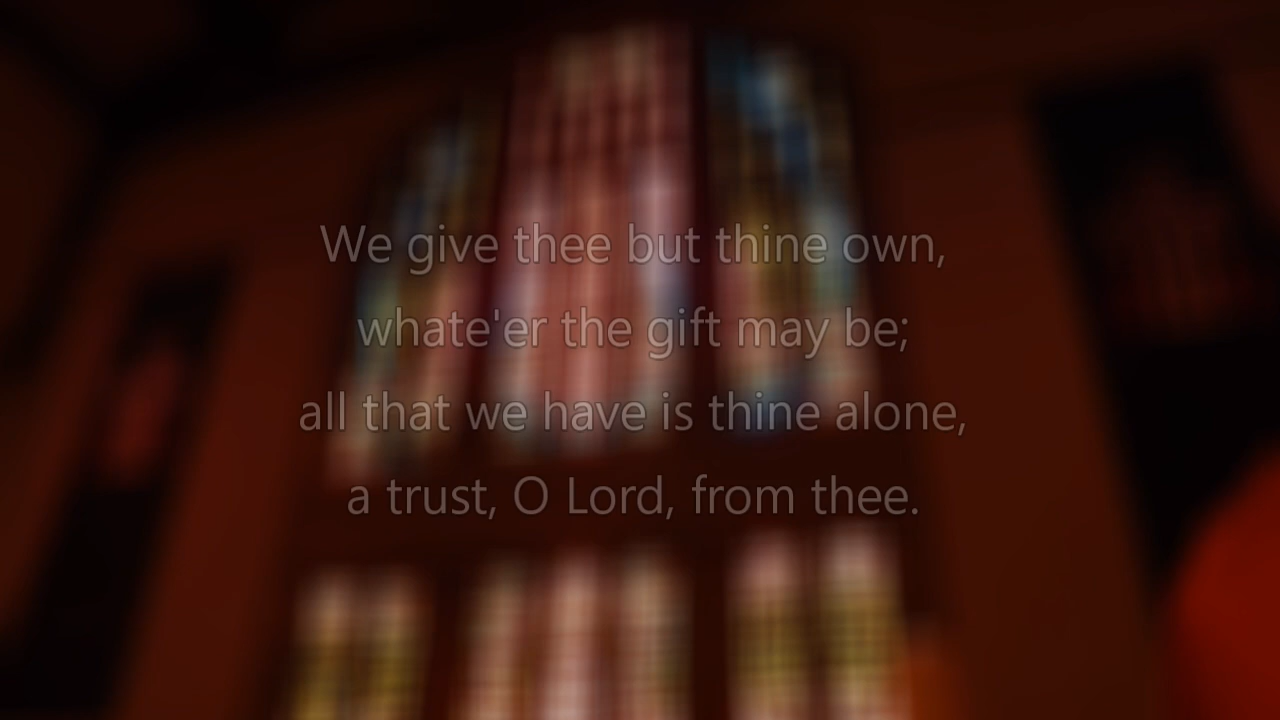 We give thee but thine own,
whate'er the gift may be;
all that we have is thine alone,
a trust, O Lord, from thee.